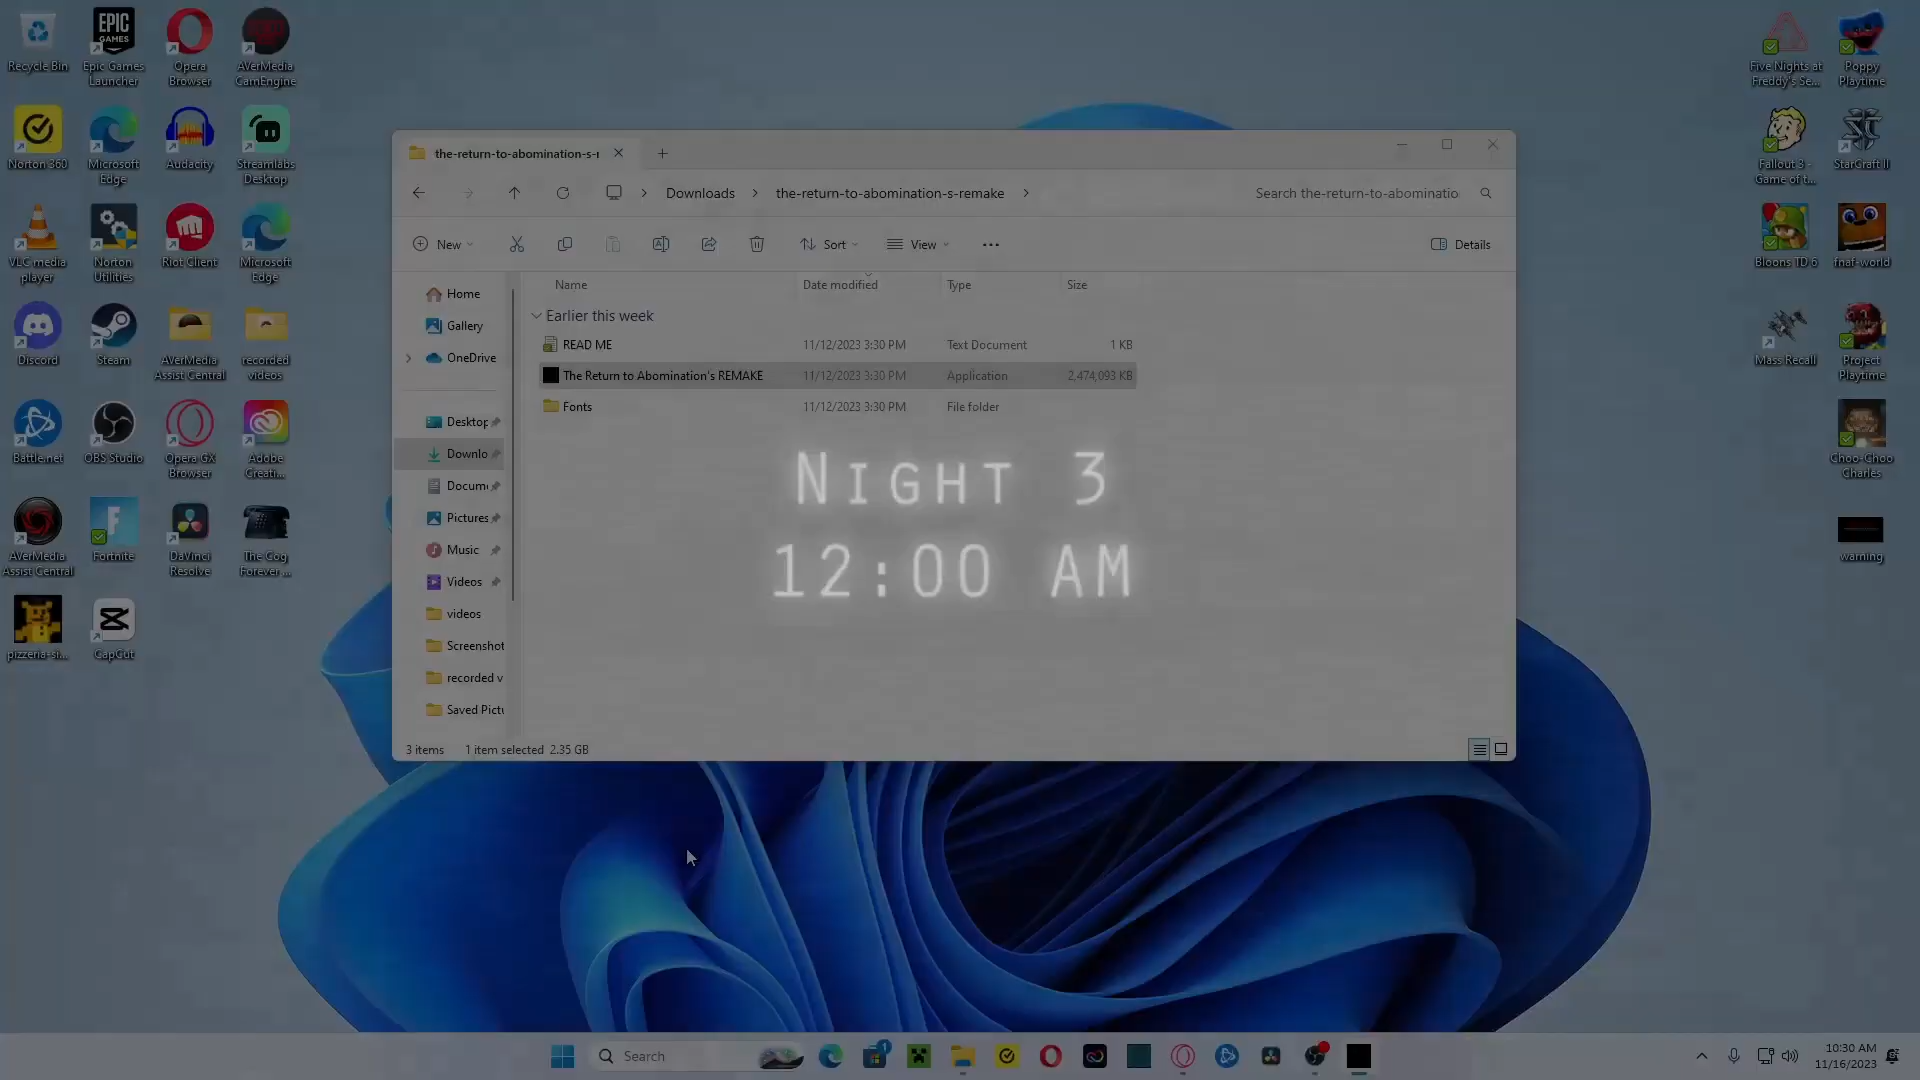 Recycle Bin
Epic Games
Launcher
Opera
Browser
AVerMedia
CamEngine
Norton 360
Microsoft
Edge
Audacity
Streamlabs
Desktop
VLC media
player
Norton
Utilities
Riot Client
Microsoft
Edge
Discord
Steam
AVerMedia
Assist Central
recorded
videos
Battle.net
OBS Studio
Opera GX
Browser
Adobe
Creati...
AVerMedia
Assist Central
Fortnite
DaVinci
Resolve
The Cog
Forever ...
pizzeria-si...
CapCut
Five Nights at
Freddy's Se...
Poppy
Playtime
Fallout 3 -
Game of t...
StarCraft II
Bloons TD 6
fnaf-world
Mass Recall
Project
Playtime
Choo-Choo
Charles
warning
the-return-to-abomination-s-r
Downloads > the-return-to-abomination-s-remake >
Search the-return-to-abominatio
New
Sort
View
Details
Home
Gallery
OneDrive
Desktop
Downlo
Docum
Pictures
Music
Videos
videos
Screenshot
recorded v
Saved Pictu
Name Date modified Type Size
Earlier this week
READ ME 11/12/2023 3:30 PM Text Document 1 KB
The Return to Abomination's REMAKE 11/12/2023 3:30 PM Application 2,474,093 KB
Fonts 11/12/2023 3:30 PM File folder
Night 3
12:00 AM
3 items 1 item selected 2.35 GB
Search
1
10:30 AM
11/16/2023